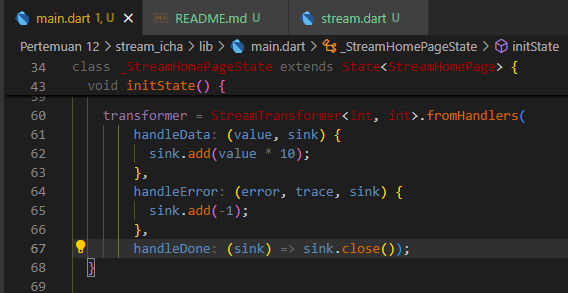 main.dart 1, U README.md U stream.dart U
Pertemuan 12 > stream_icha > lib > main.dart > _StreamHomePageState > initState
34 class _StreamHomePageState extends State<StreamHomePage> {
43 void initState() {
59
60 transformer = StreamTransformer<int, int>.fromHandlers(
61 handleData: (value, sink) {
62 sink.add(value * 10);
63 },
64 handleError: (error, trace, sink) {
65 sink.add(-1);
66 },
67 handleDone: (sink) => sink.close());
68 }
69